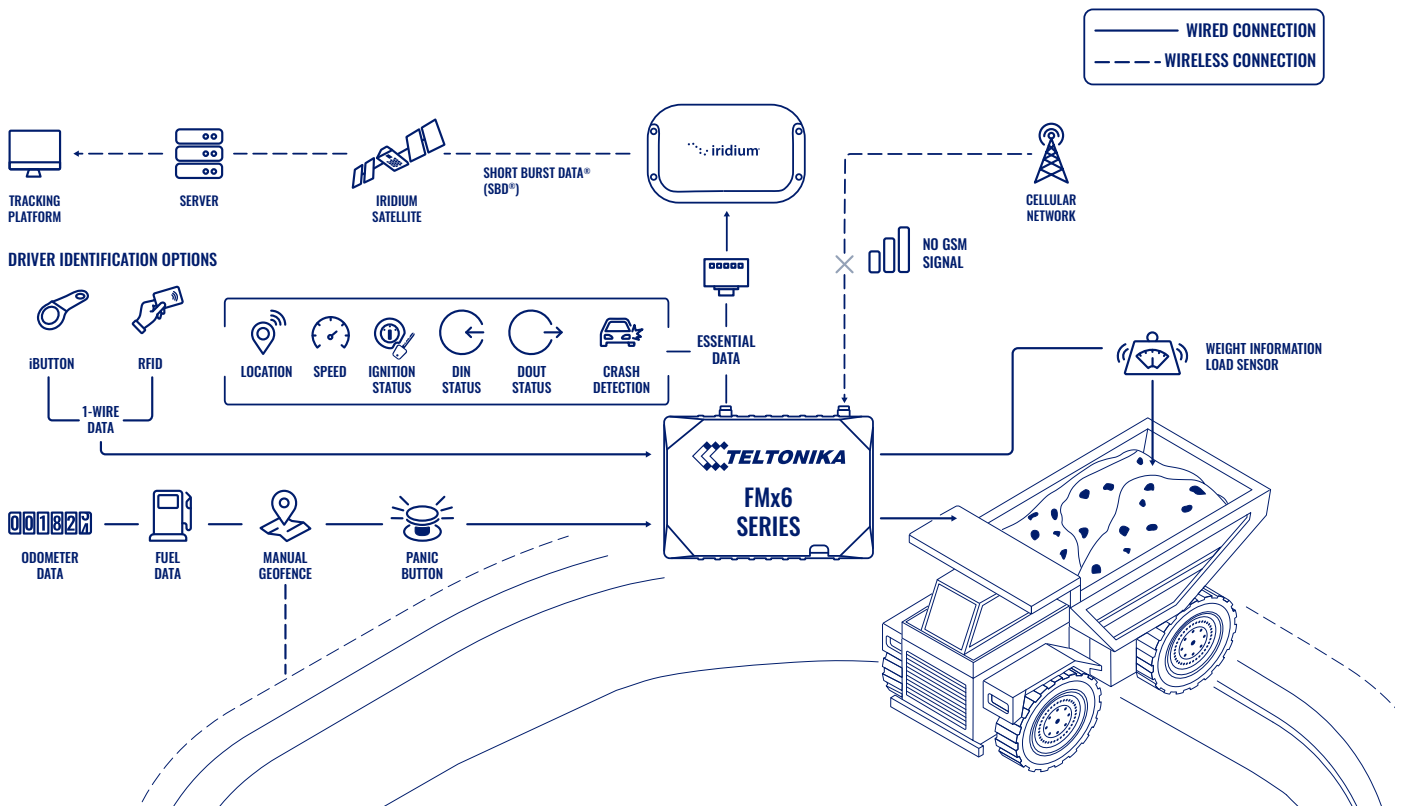 WIRED CONNECTION
WIRELESS CONNECTION
iridium
SHORT BURST DATA®
(SBD®)
TRACKING
PLATFORM
SERVER
IRIDIUM
SATELLITE
CELLULAR
NETWORK
NO GSM
SIGNAL
DRIVER IDENTIFICATION OPTIONS
iBUTTON
RFID
1-WIRE
DATA
LOCATION
SPEED
IGNITION
STATUS
DIN
STATUS
DOUT
STATUS
CRASH
DETECTION
ESSENTIAL
DATA
WEIGHT INFORMATION
LOAD SENSOR
TELTONIKA
FMx6
SERIES
ODOMETER
DATA
FUEL
DATA
MANUAL
GEOFENCE
PANIC
BUTTON